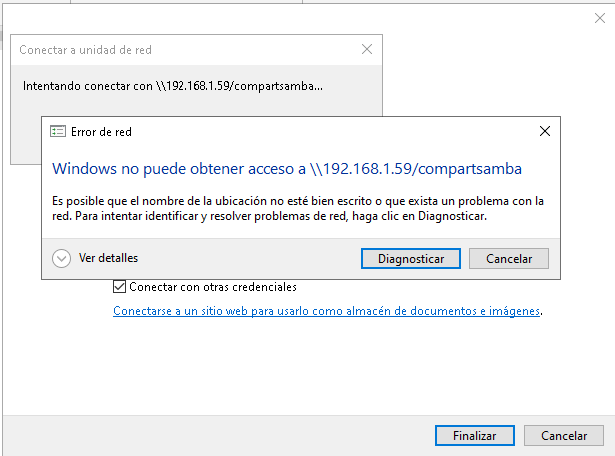 Conectar a unidad de red
Intentando conectar con \\192.168.1.59/compartsamba...
Error de red
Windows no puede obtener acceso a \\192.168.1.59/compartsamba
Es posible que el nombre de la ubicación no esté bien escrito o que exista un problema con la
red. Para intentar identificar y resolver problemas de red, haga clic en Diagnosticar.
Ver detalles
Diagnosticar
Cancelar
Conectar con otras credenciales
Conectarse a un sitio web para usarlo como almacén de documentos e imágenes.
Finalizar
Cancelar